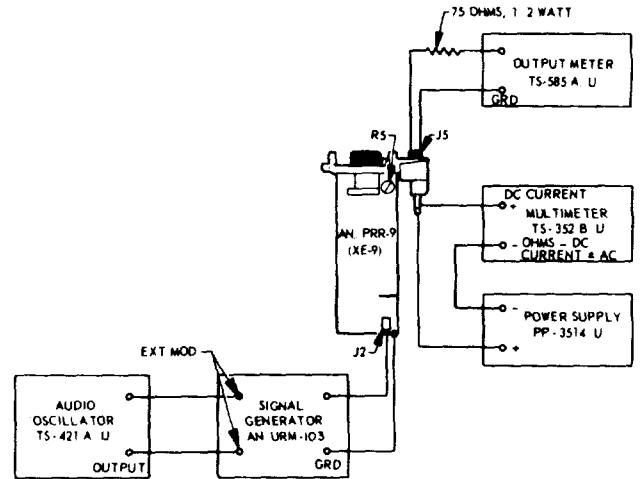 75 OHMS, 1 2 WATT
OUTPUT METER
TS-585 A U
GRD
R5
J5
DC CURRENT
+
MULTIMETER
TS-352 B U
- OHMS - DC
CURRENT & AC
AN. PRR-9
(XE-9)
-
POWER SUPPLY
PP-3514 U
+
J2
EXT MOD
AUDIO
OSCILLATOR
TS-421 A U
OUTPUT
SIGNAL
GENERATOR
AN URM-103
GRD